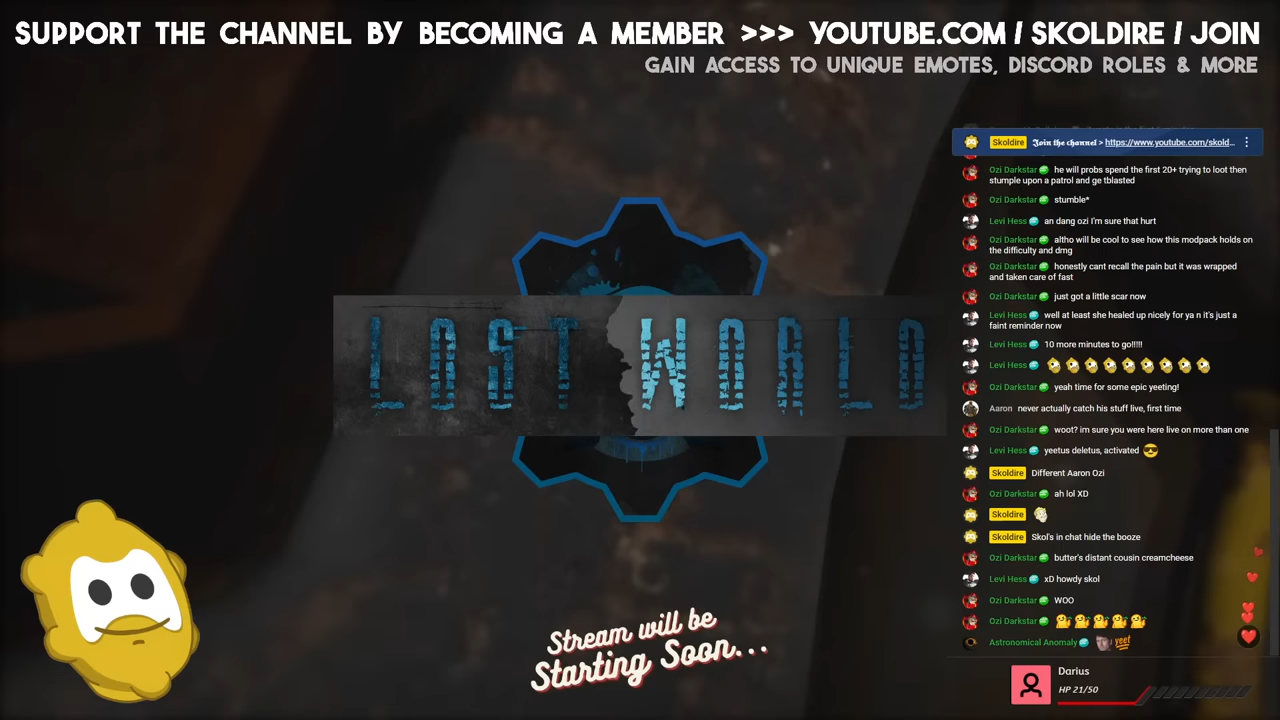 SUPPORT THE CHANNEL BY BECOMING A MEMBER >>> YOUTUBE.COM / SKOLDIRE / JOIN
GAIN ACCESS TO UNIQUE EMOTES, DISCORD ROLES & MORE
LOST WORLD
Stream will be
Starting Soon...
Skoldire Join the channel > https://www.youtube.com/skold...
Ozi Darkstar he will probs spend the first 20+ trying to loot then
stumple upon a patrol and ge tblasted
Ozi Darkstar stumble*
Levi Hess an dang ozi I'm sure that hurt
Ozi Darkstar altho will be cool to see how this modpack holds on
the difficulty and dmg
Ozi Darkstar honestly cant recall the pain but it was wrapped
and taken care of fast
Ozi Darkstar just got a little scar now
Levi Hess well at least she healed up nicely for ya n it's just a
faint reminder now
Levi Hess 10 more minutes to go!!!!!
Levi Hess
Ozi Darkstar yeah time for some epic yeeting!
Aaron never actually catch his stuff live, first time
Ozi Darkstar woot? im sure you were here live on more than one
Levi Hess yeetus deletus, activated 😎
Skoldire Different Aaron Ozi
Ozi Darkstar ah lol XD
Skoldire
Skoldire Skol's in chat hide the booze
Ozi Darkstar butter's distant cousin creamcheese
Levi Hess xD howdy skol
Ozi Darkstar WOO
Ozi Darkstar
Astronomical Anomaly yeet
Darius
HP 21/50